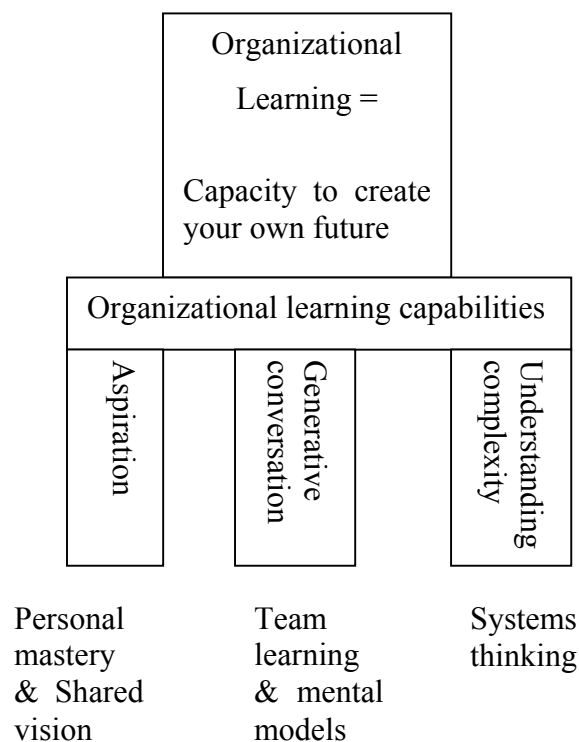 Organizational
Learning =
Capacity to create
your own future
Organizational learning capabilities
Aspiration
Generative
conversation
Understanding
complexity
Personal
mastery
& Shared
vision
Team
learning
& mental
models
Systems
thinking